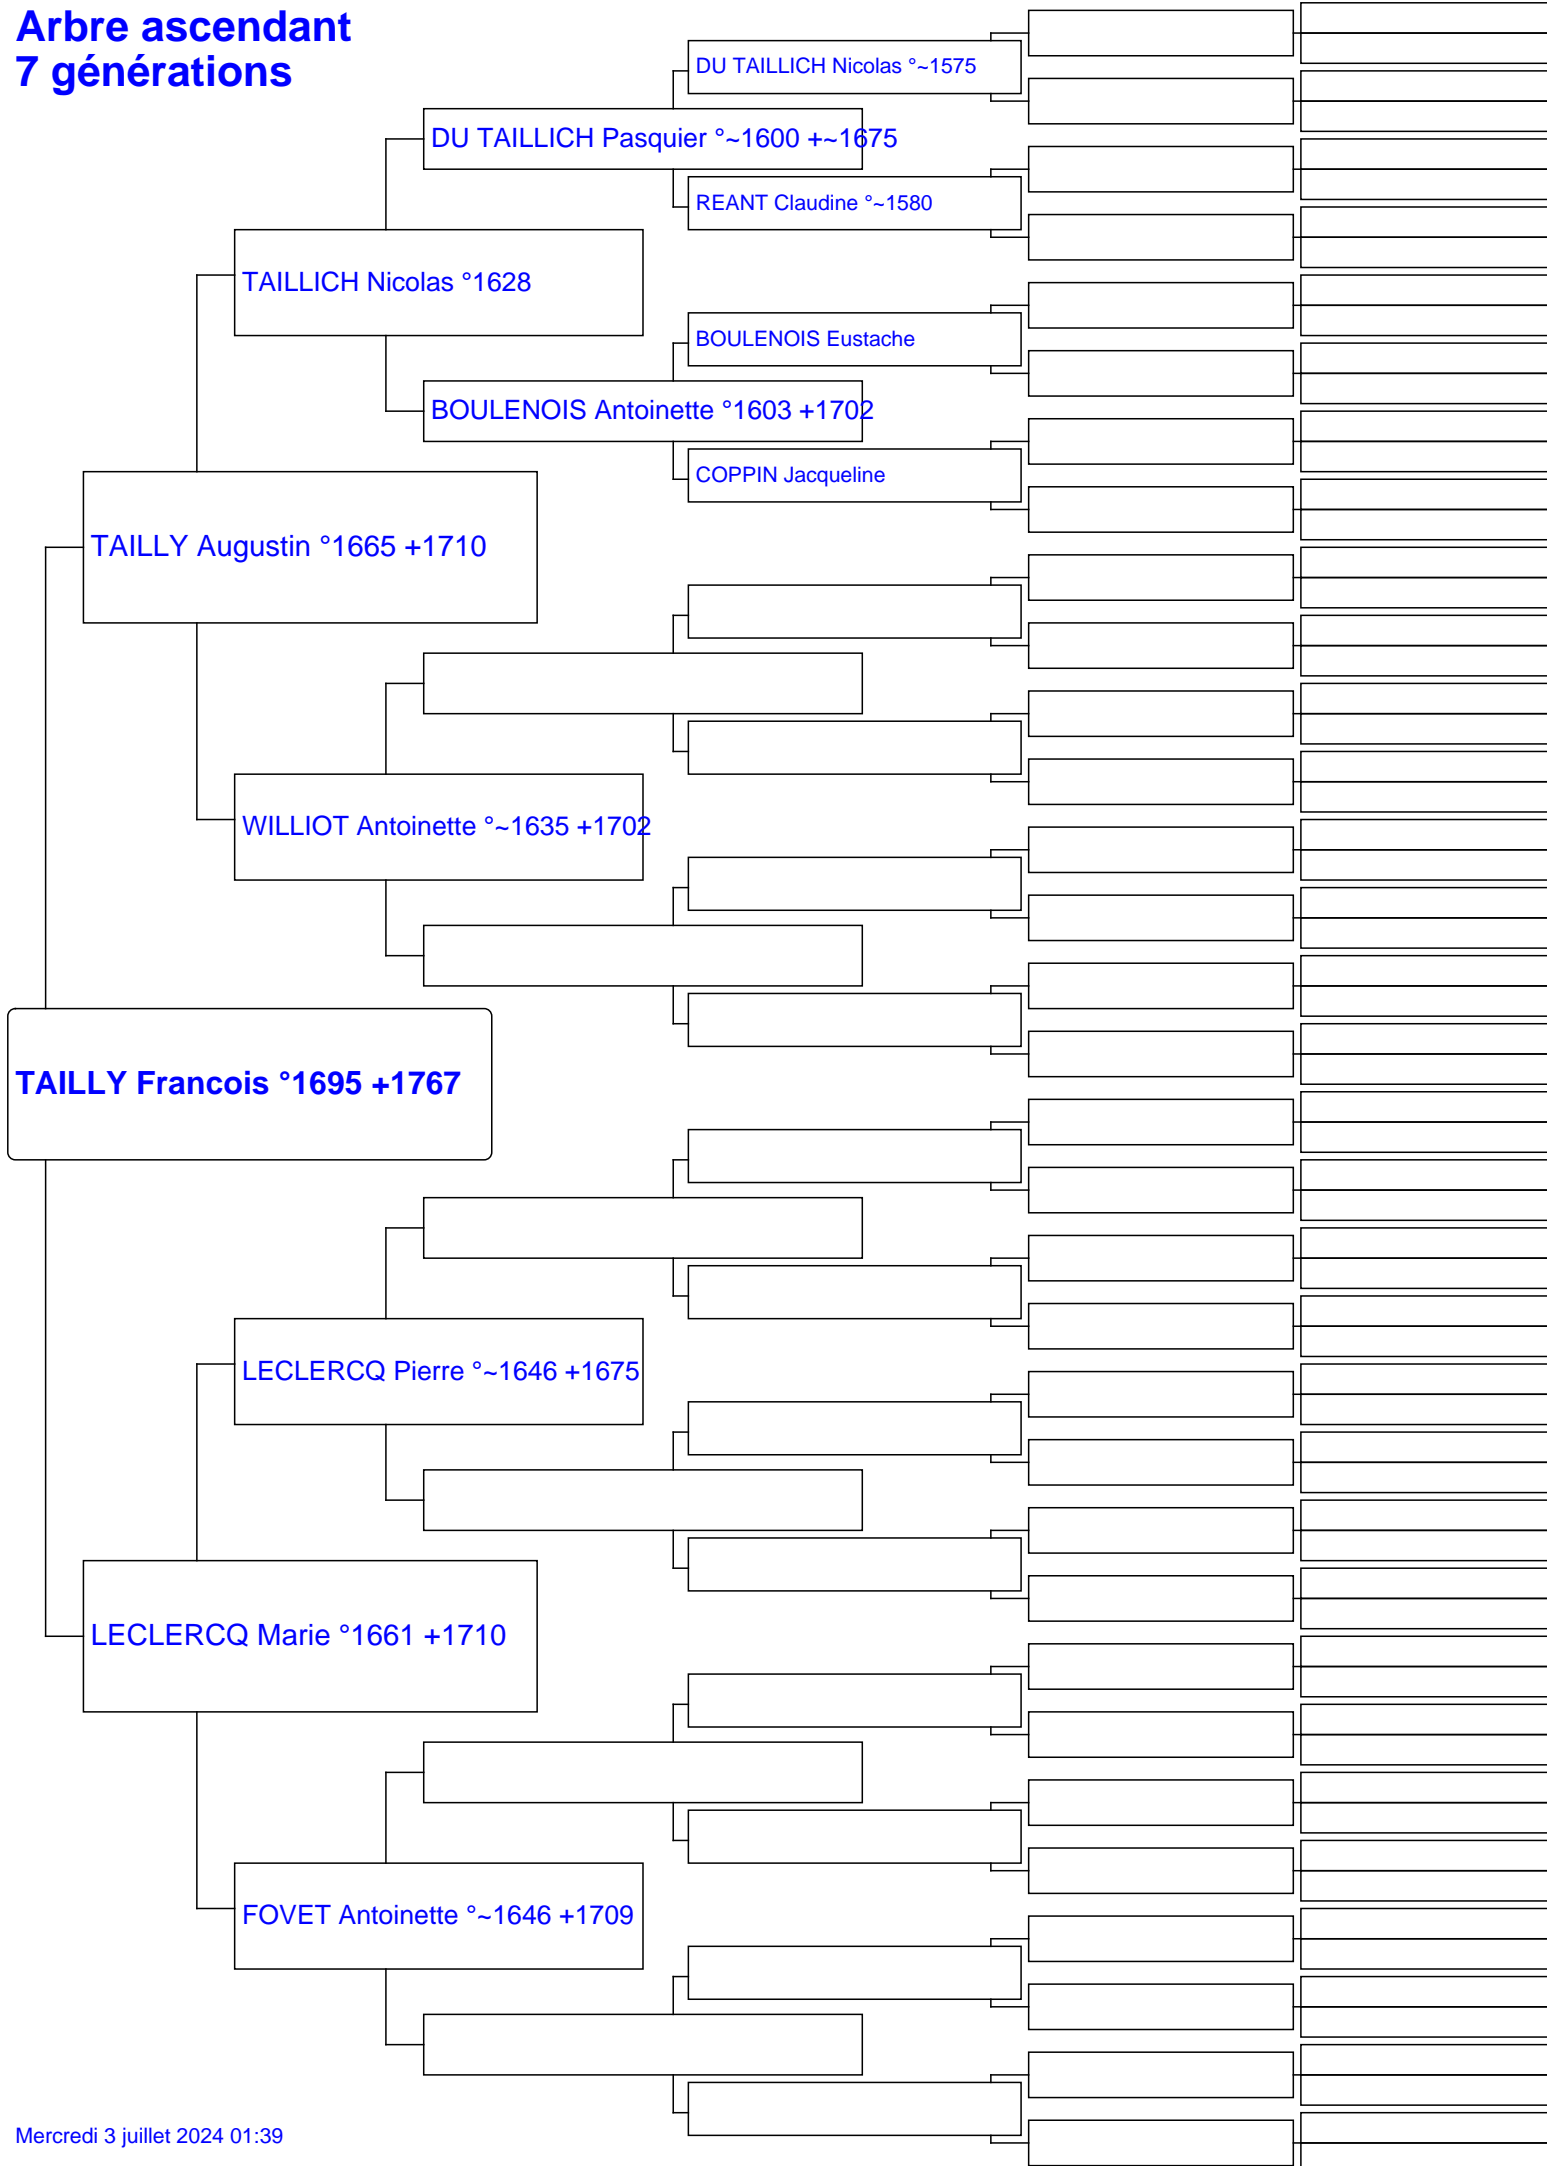 Arbre ascendant
7 générations
DU TAILLICH Nicolas °~1575
DU TAILLICH Pasquier °~1600 +~1675
REANT Claudine °~1580
TAILLICH Nicolas °1628
BOULENOIS Eustache
BOULENOIS Antoinette °1603 +1702
COPPIN Jacqueline
TAILLY Augustin °1665 +1710
WILLIOT Antoinette °~1635 +1702
TAILLY Francois °1695 +1767
LECLERCQ Pierre °~1646 +1675
LECLERCQ Marie °1661 +1710
FOVET Antoinette °~1646 +1709
Mercredi 3 juillet 2024 01:39